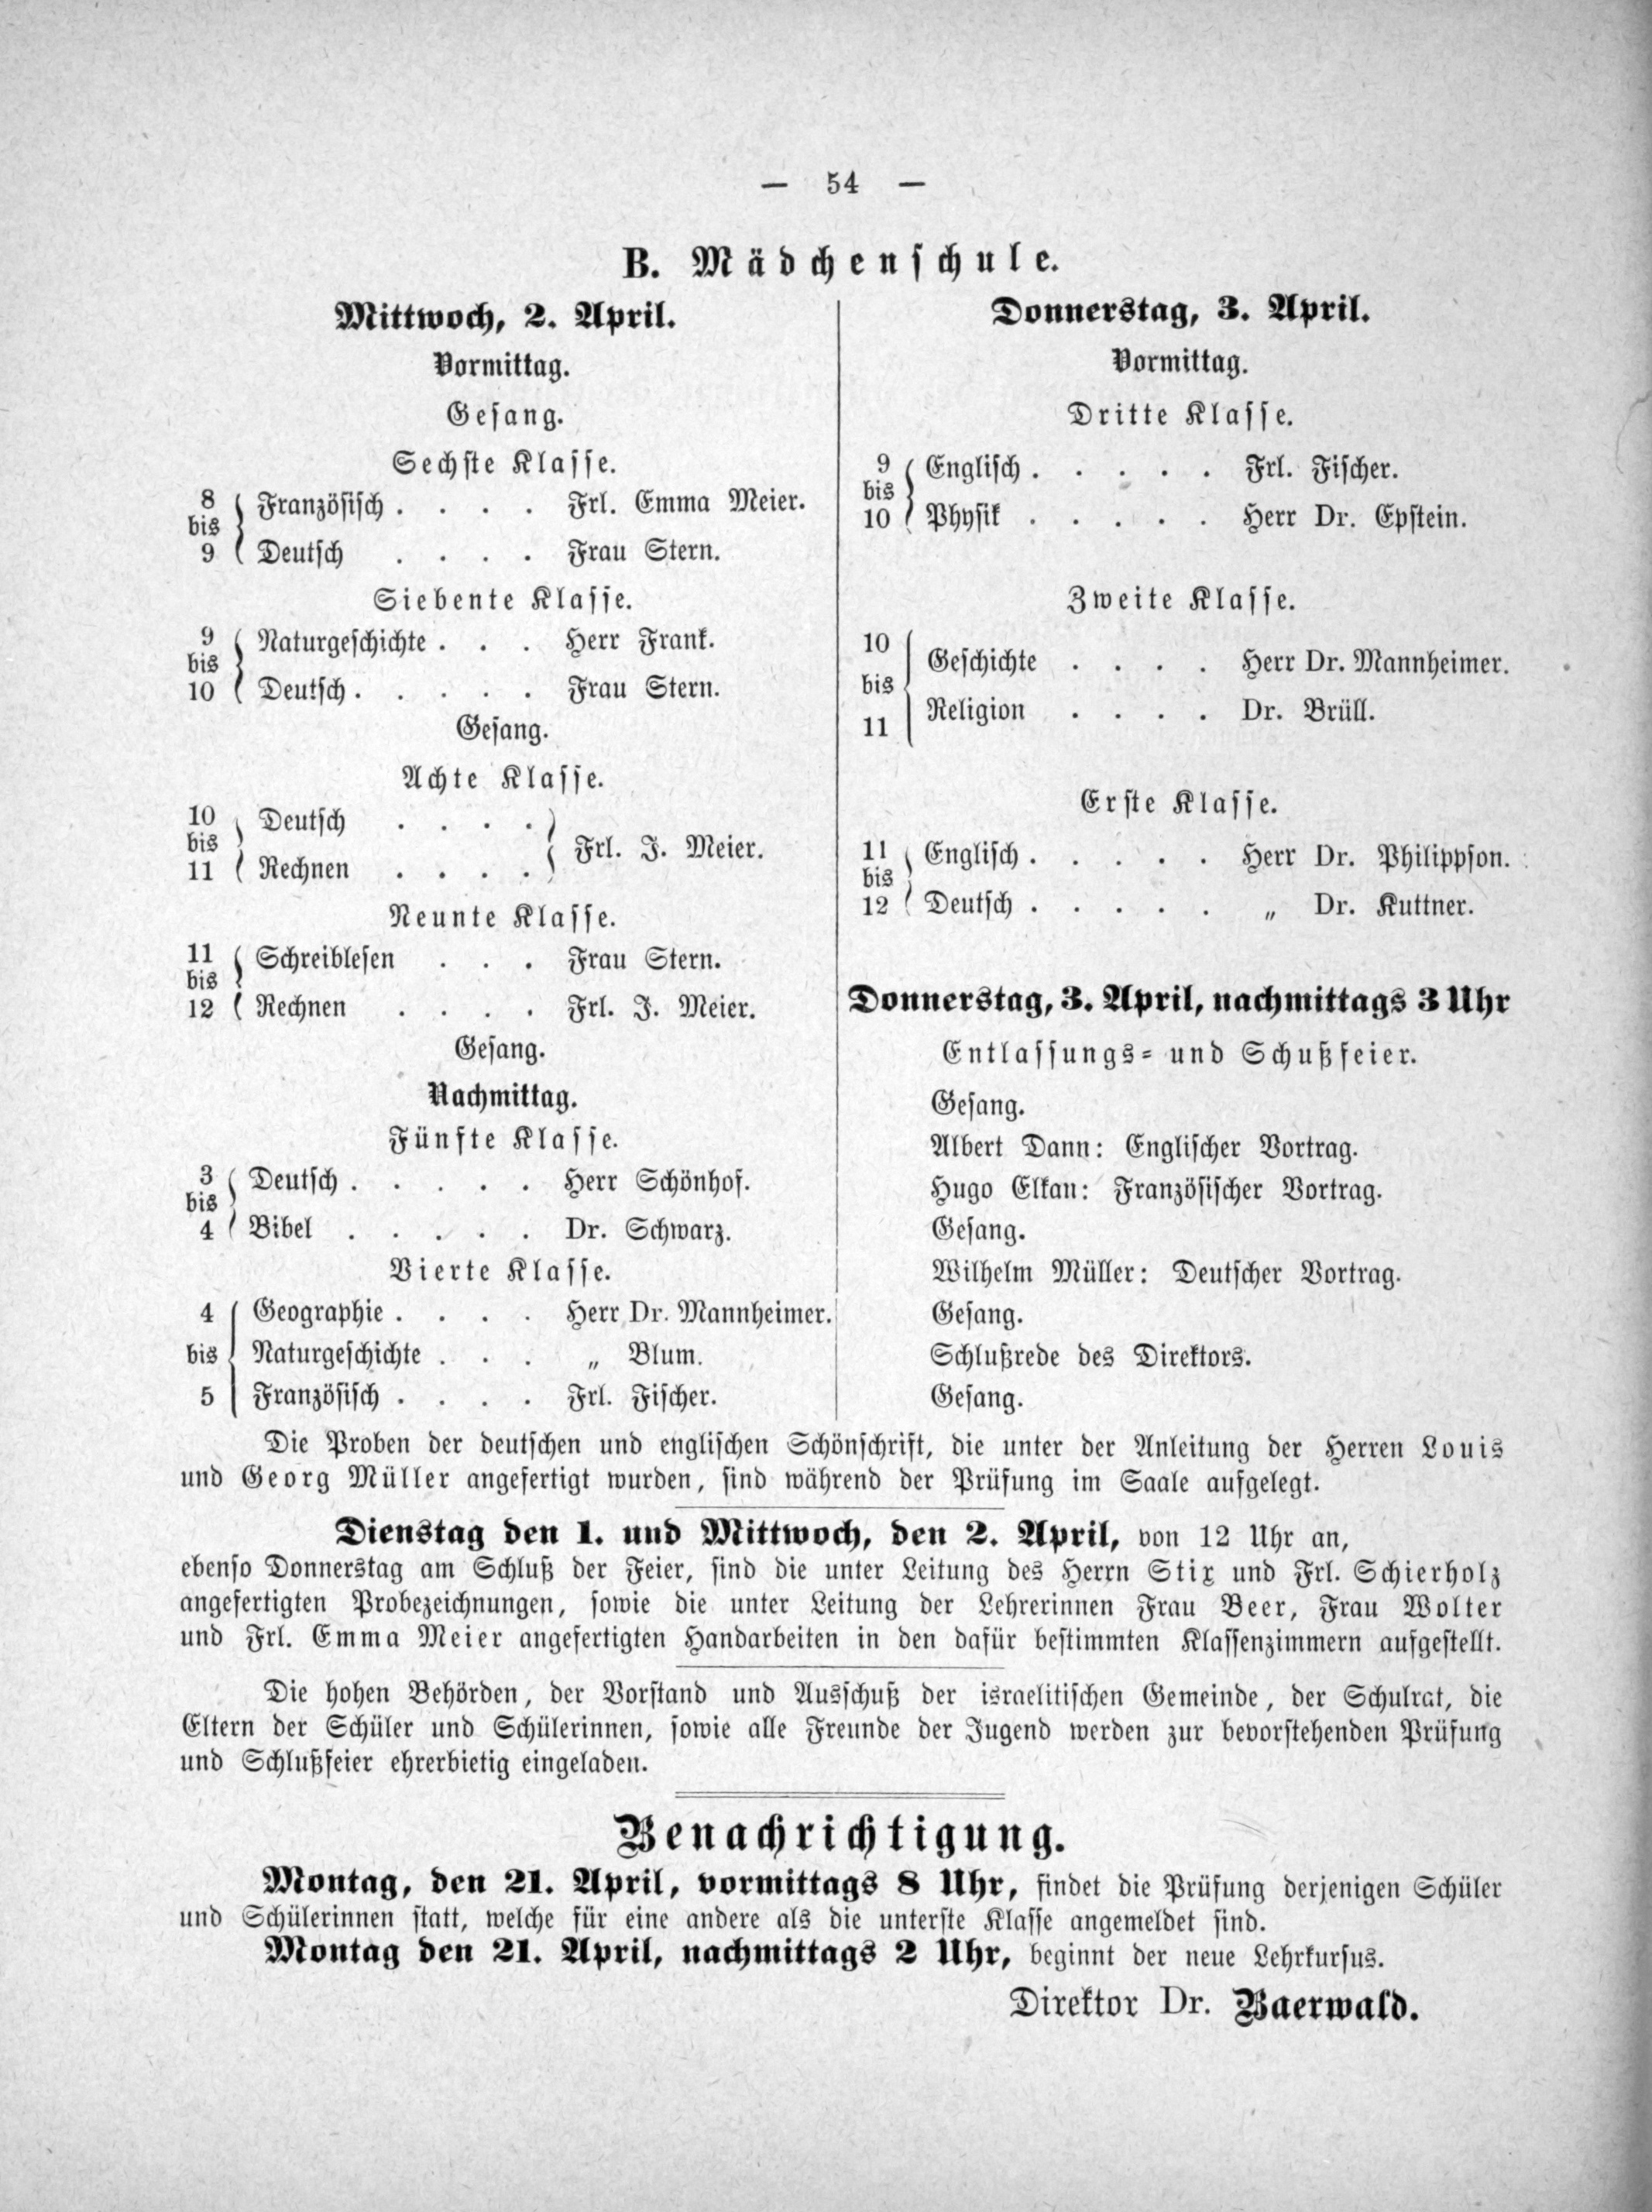 — 54 —
B. Mädchenschule.
Mittwoch, 2. April.
Vormittag.
Gesang.
Sechste Klasse.
8 bis 9 Französisch . . . . Frl. Emma Meier.
Deutsch . . . . Frau Stern.
Siebente Klasse.
9 bis 10 Naturgeschichte . . . Herr Frank.
Deutsch . . . . . Frau Stern.
Gesang.
Achte Klasse.
10 bis 11 Deutsch . . . . Frl. J. Meier.
Rechnen . . . .
Neunte Klasse.
11 bis 12 Schreiblesen . . . Frau Stern.
Rechnen . . . . Frl. J. Meier.
Gesang.
Nachmittag.
Fünfte Klasse.
3 bis 4 Deutsch . . . . . Herr Schönhof.
Bibel . . . . . Dr. Schwarz.
Vierte Klasse.
4 bis 5 Geographie . . . . Herr Dr. Mannheimer.
Naturgeschichte . . . „ Blum.
Französisch . . . . Frl. Fischer.
Donnerstag, 3. April.
Vormittag.
Dritte Klasse.
9 bis 10 Englisch . . . . . Frl. Fischer.
Physik . . . . . Herr Dr. Epstein.
Zweite Klasse.
10 bis 11 Geschichte . . . . Herr Dr. Mannheimer.
Religion . . . . Dr. Brüll.
Erste Klasse.
11 bis 12 Englisch . . . . . Herr Dr. Philippson.
Deutsch . . . . . „ Dr. Kuttner.
Donnerstag, 3. April, nachmittags 3 Uhr
Entlassungs- und Schußfeier.
Gesang.
Albert Dann: Englischer Vortrag.
Hugo Elkan: Französischer Vortrag.
Gesang.
Wilhelm Müller: Deutscher Vortrag.
Gesang.
Schlußrede des Direktors.
Gesang.
Die Proben der deutschen und englischen Schönschrift, die unter der Anleitung der Herren Louis
und Georg Müller angefertigt wurden, sind während der Prüfung im Saale aufgelegt.
Dienstag den 1. und Mittwoch, den 2. April, von 12 Uhr an,
ebenso Donnerstag am Schluß der Feier, sind die unter Leitung des Herrn Stix und Frl. Schierholz
angefertigten Probezeichnungen, sowie die unter Leitung der Lehrerinnen Frau Beer, Frau Wolter
und Frl. Emma Meier angefertigten Handarbeiten in den dafür bestimmten Klassenzimmern aufgestellt.
Die hohen Behörden, der Vorstand und Ausschuß der israelitischen Gemeinde, der Schulrat, die
Eltern der Schüler und Schülerinnen, sowie alle Freunde der Jugend werden zur bevorstehenden Prüfung
und Schlußfeier ehrerbietig eingeladen.
Benachrichtigung.
Montag, den 21. April, vormittags 8 Uhr, findet die Prüfung derjenigen Schüler
und Schülerinnen statt, welche für eine andere als die unterste Klasse angemeldet sind.
Montag den 21. April, nachmittags 2 Uhr, beginnt der neue Lehrkursus.
Direktor Dr. Baerwald.